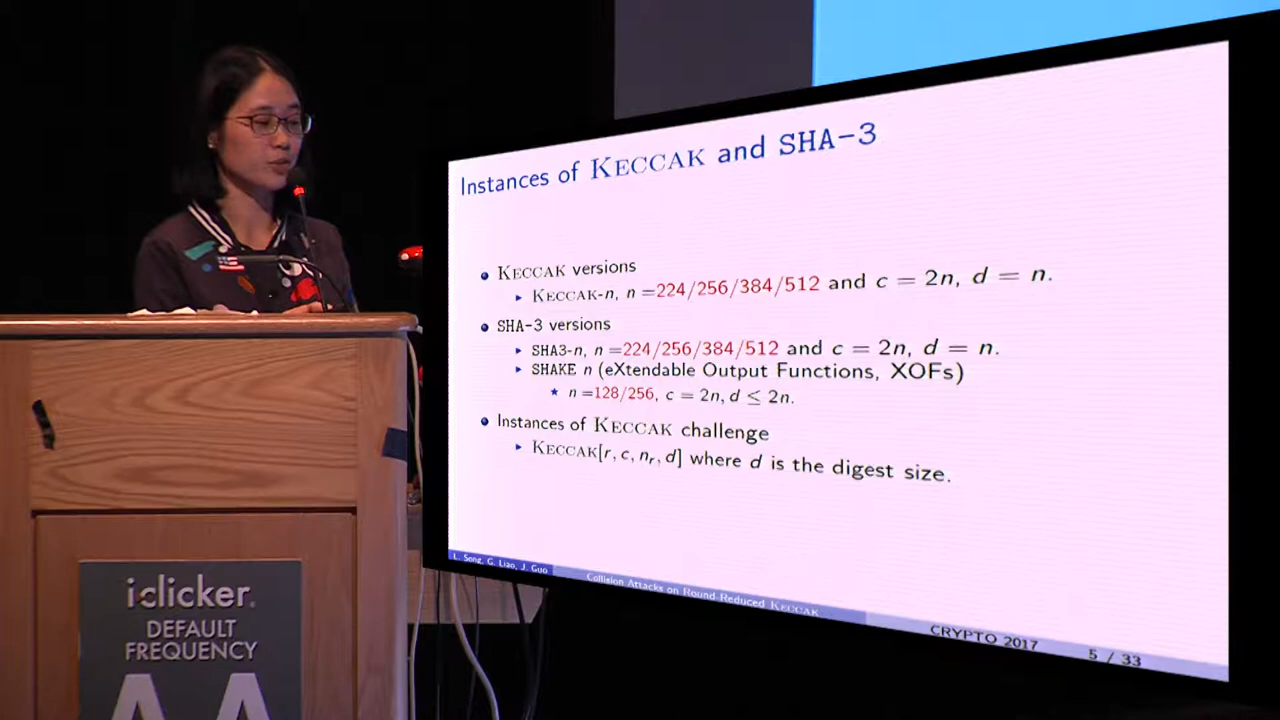 Instances of KECCAK and SHA-3
KECCAK versions
KECCAK-n, n =224/256/384/512 and c = 2n, d = n.
SHA-3 versions
SHA3-n, n =224/256/384/512 and c = 2n, d = n.
SHAKE n (eXtendable Output Functions, XOFs)
n =128/256, c = 2n, d ≤ 2n.
Instances of KECCAK challenge
KECCAK[r, c, nᵣ, d] where d is the digest size.
L. Song, G. Liao, J. Guo
Collision Attacks on Round-Reduced KECCAK
CRYPTO 2017
5 / 33
iclicker.
DEFAULT
FREQUENCY
AA